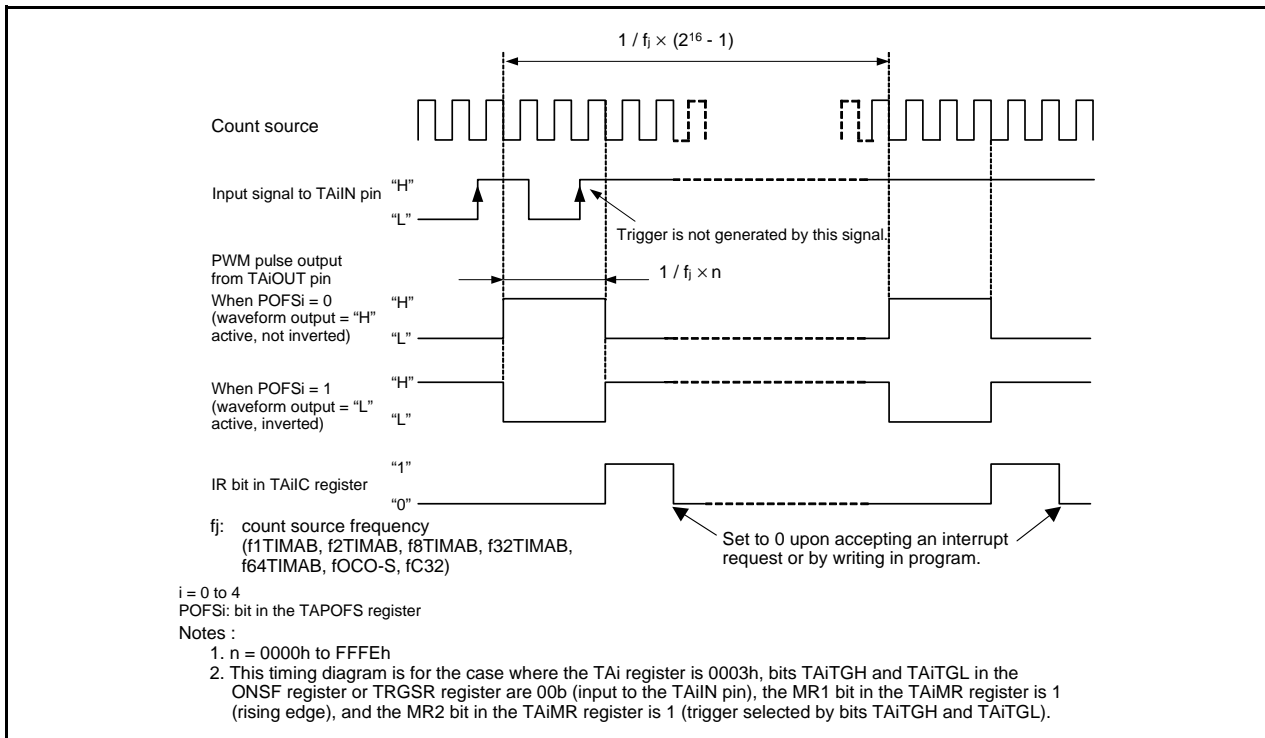 1 / fj × (2¹⁶ - 1)
Count source
Input signal to TAiIN pin
“H”
“L”
Trigger is not generated by this signal.
PWM pulse output
from TAiOUT pin
1 / fj × n
When POFSi = 0
(waveform output = “H”
active, not inverted)
“H”
“L”
When POFSi = 1
(waveform output = “L”
active, inverted)
“H”
“L”
IR bit in TAiIC register
“1”
“0”
fj: count source frequency
(f1TIMAB, f2TIMAB, f8TIMAB, f32TIMAB,
f64TIMAB, fOCO-S, fC32)
Set to 0 upon accepting an interrupt
request or by writing in program.
i = 0 to 4
POFSi: bit in the TAPOFS register
Notes :
1. n = 0000h to FFFEh
2. This timing diagram is for the case where the TAi register is 0003h, bits TAiTGH and TAiTGL in the
ONSF register or TRGSR register are 00b (input to the TAiIN pin), the MR1 bit in the TAiMR register is 1
(rising edge), and the MR2 bit in the TAiMR register is 1 (trigger selected by bits TAiTGH and TAiTGL).